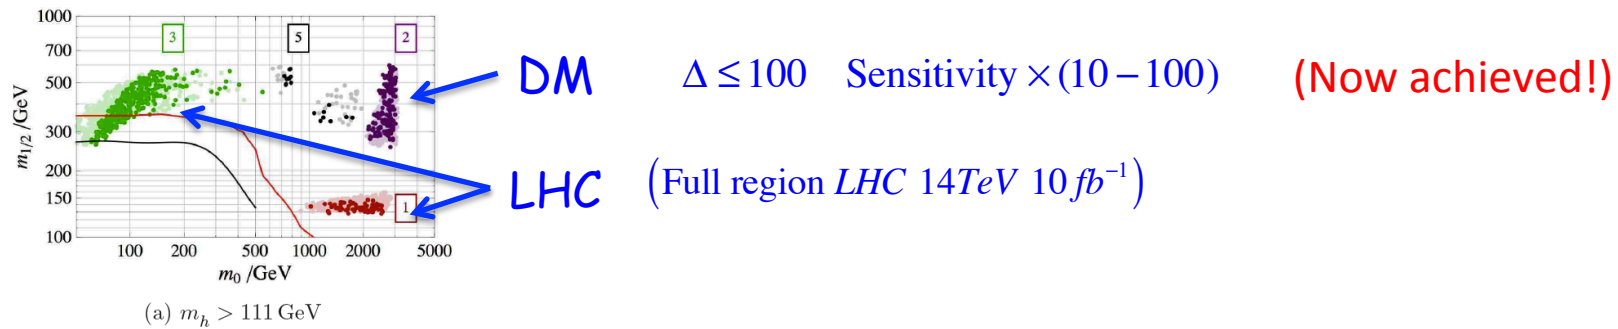 1000
700
500
300
200
150
100
m1/2 /GeV
3
5
2
1
100 200 500 1000 2000 5000
m0 /GeV
(a) mh > 111 GeV
DM Δ ≤ 100 Sensitivity × (10 − 100) (Now achieved!)
LHC (Full region LHC 14TeV 10 fb⁻¹)